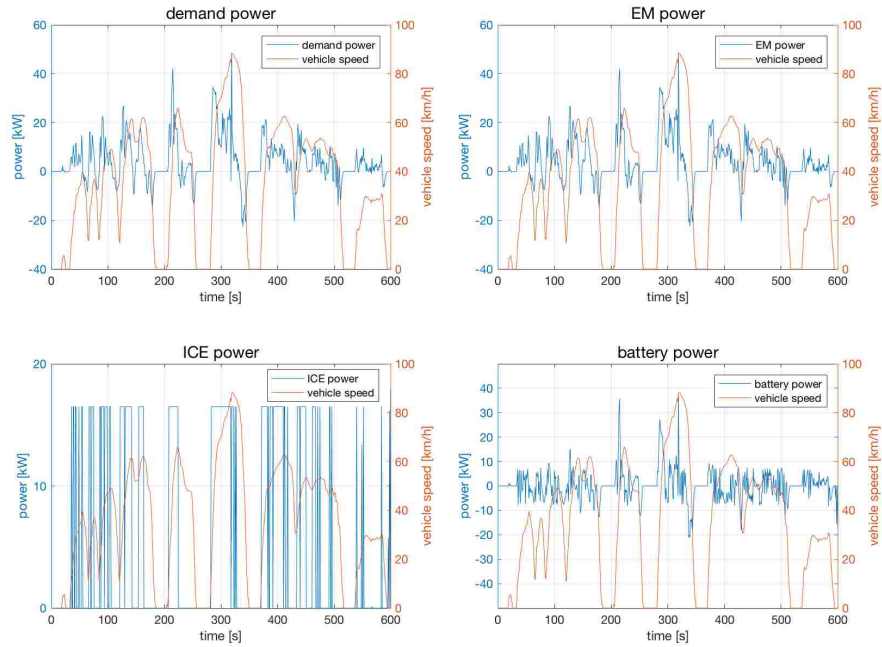 demand power
60
40
20
0
-20
-40
power [kW]
100
80
60
40
20
0
vehicle speed [km/h]
demand power
vehicle speed
0 100 200 300 400 500 600
time [s]
EM power
60
40
20
0
-20
-40
power [kW]
100
80
60
40
20
0
vehicle speed [km/h]
EM power
vehicle speed
0 100 200 300 400 500 600
time [s]
ICE power
20
10
0
power [kW]
100
80
60
40
20
0
vehicle speed [km/h]
ICE power
vehicle speed
0 100 200 300 400 500 600
time [s]
battery power
40
30
20
10
0
-10
-20
-30
-40
power [kW]
100
80
60
40
20
0
vehicle speed [km/h]
battery power
vehicle speed
0 100 200 300 400 500 600
time [s]